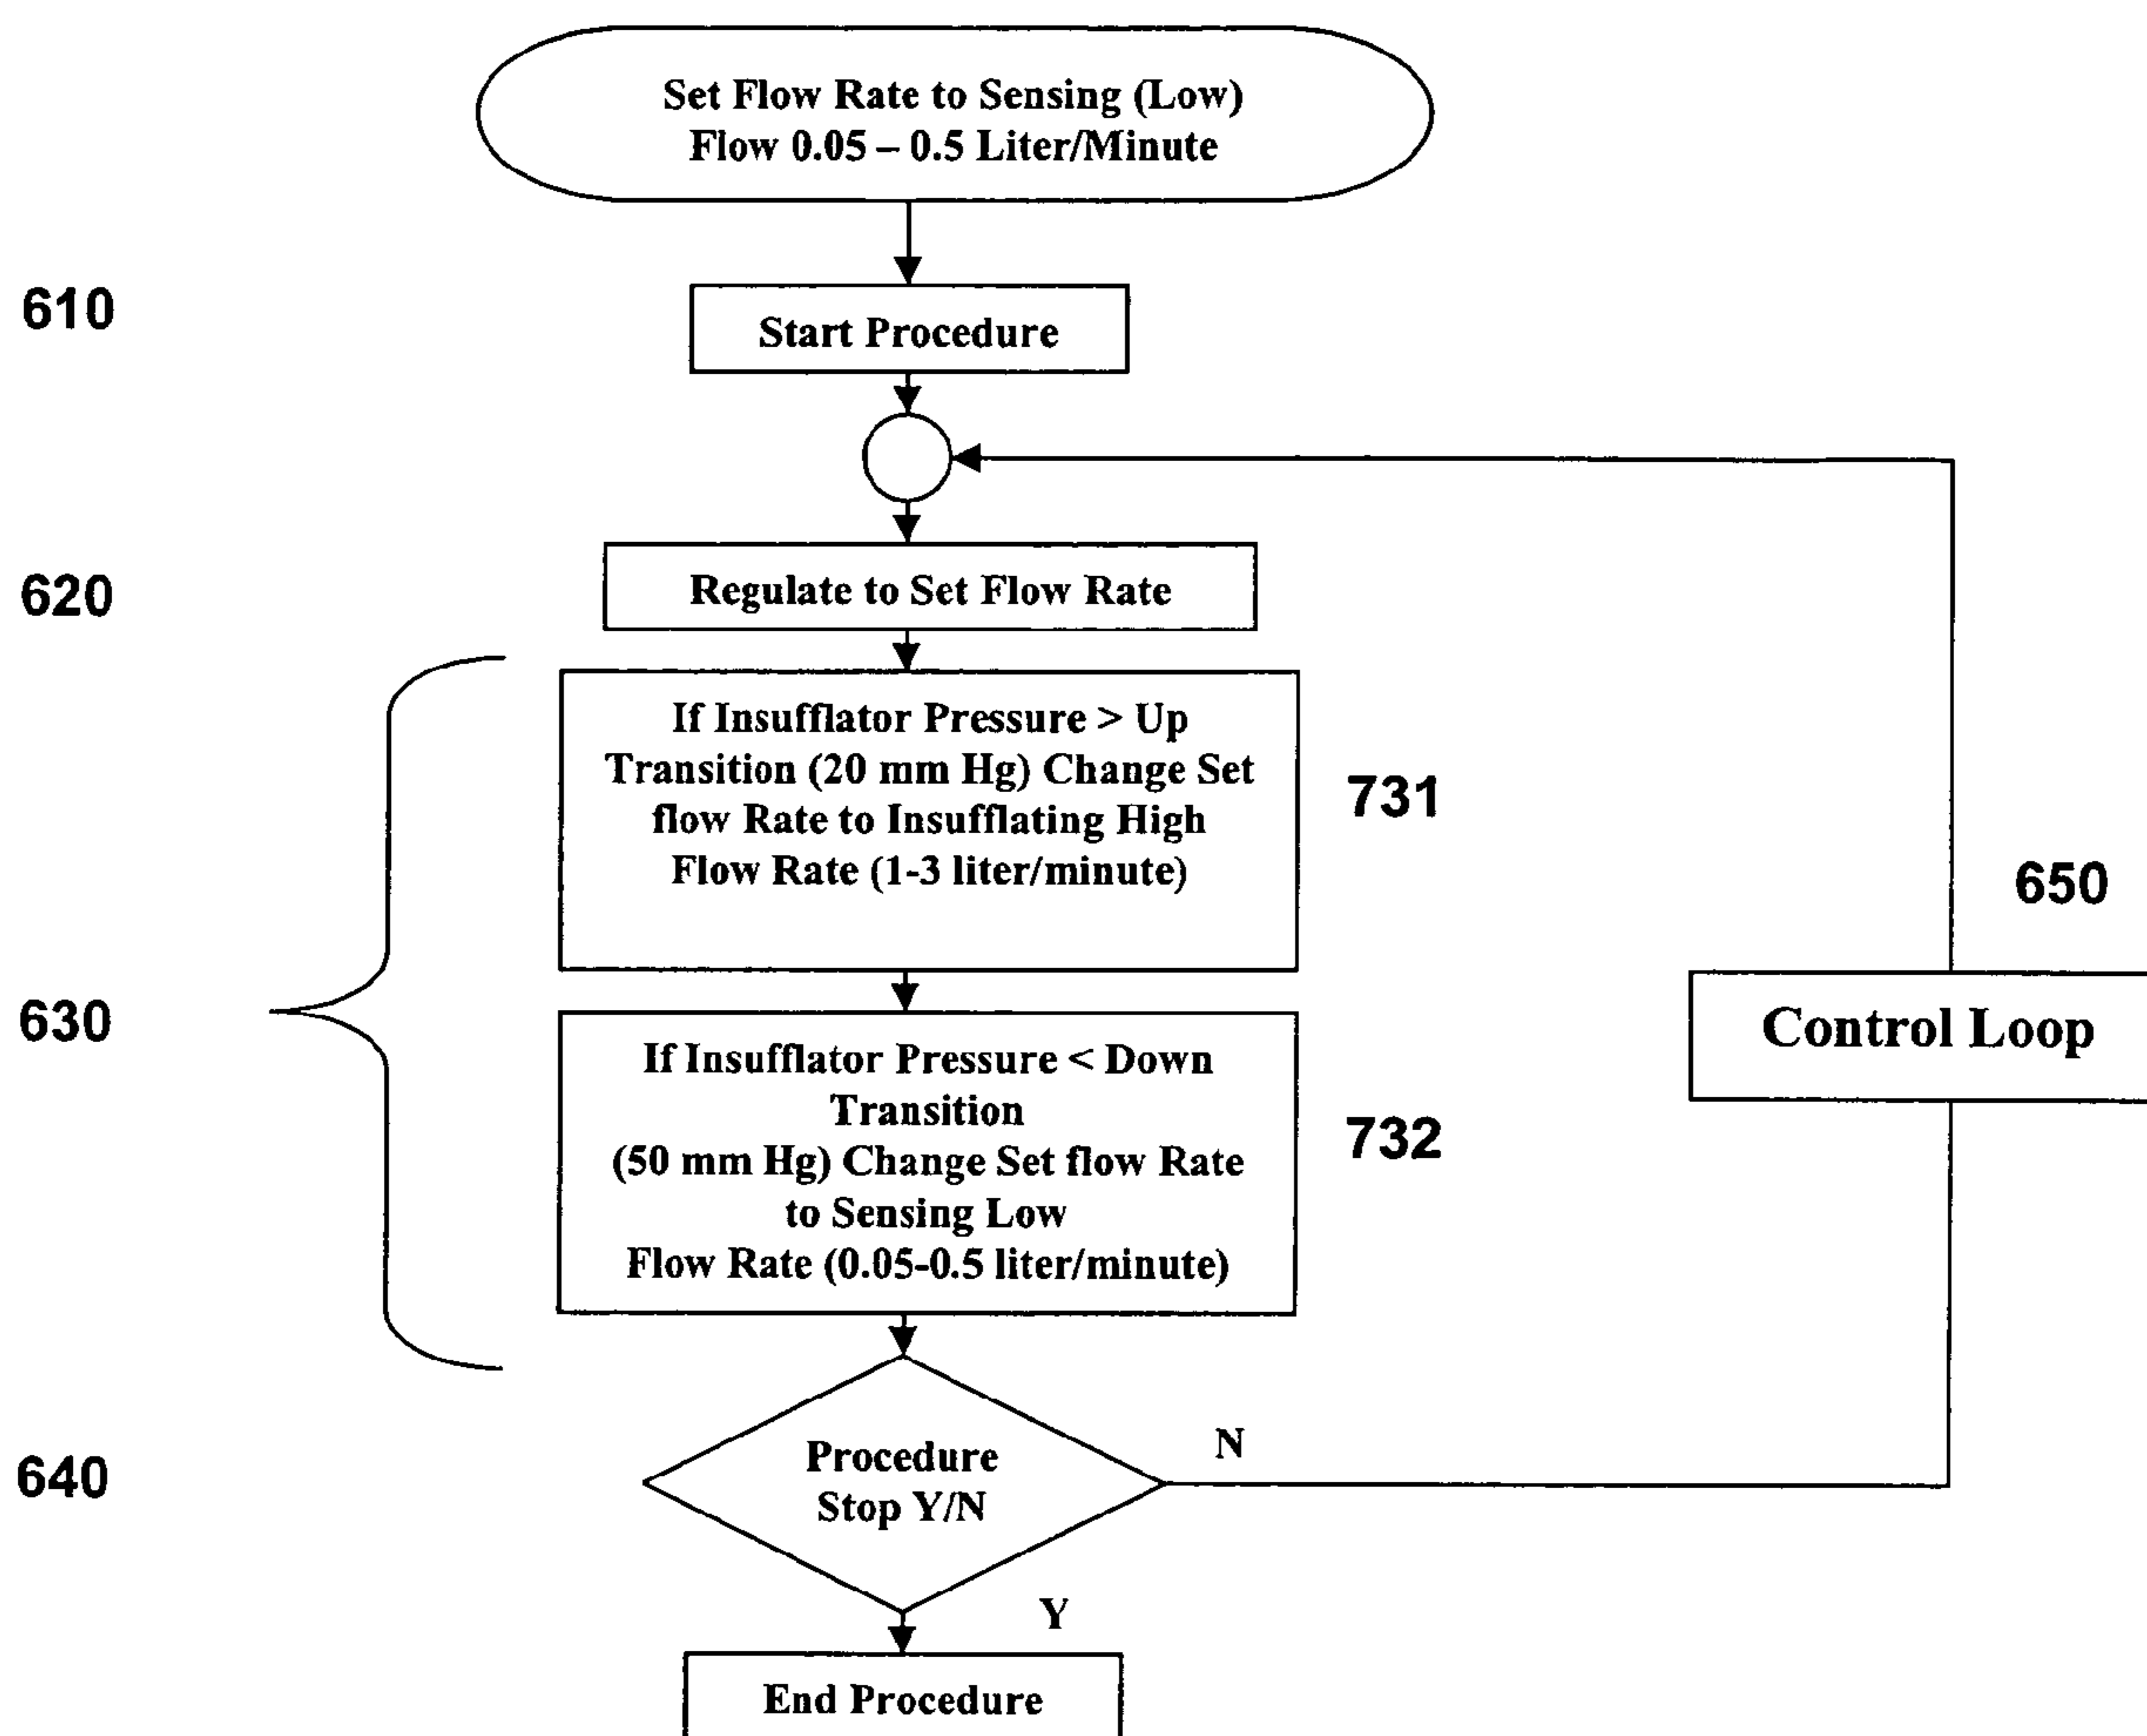 Set Flow Rate to Sensing (Low)
Flow 0.05 – 0.5 Liter/Minute
610
Start Procedure
620
Regulate to Set Flow Rate
If Insufflator Pressure > Up
Transition (20 mm Hg) Change Set
flow Rate to Insufflating High
Flow Rate (1-3 liter/minute)
731
650
Control Loop
630
If Insufflator Pressure < Down
Transition
(50 mm Hg) Change Set flow Rate
to Sensing Low
Flow Rate (0.05-0.5 liter/minute)
732
640
Procedure
Stop Y/N
N
Y
End Procedure